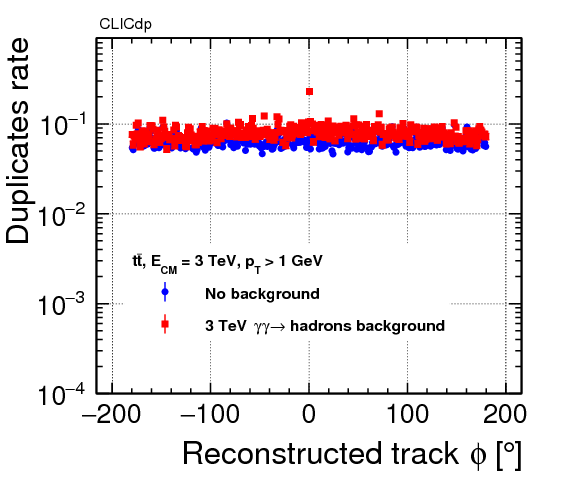 CLICdp
Duplicates rate
10⁻¹
10⁻²
10⁻³
10⁻⁴
tt̄, E_CM = 3 TeV, p_T > 1 GeV
No background
3 TeV γγ→ hadrons background
−200 −100 0 100 200
Reconstructed track ϕ [°]